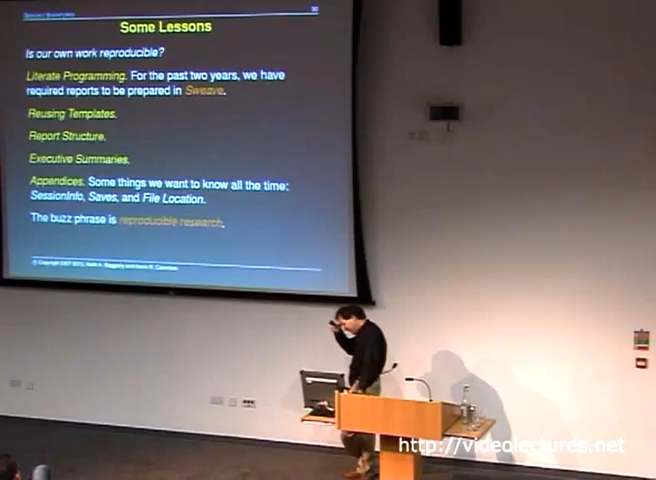 Some Lessons
Is our own work reproducible?
Literate Programming. For the past two years, we have
required reports to be prepared in Sweave.
Reusing Templates.
Report Structure.
Executive Summaries.
Appendices. Some things we want to know all the time:
SessionInfo, Saves, and File Location.
The buzz phrase is reproducible research.
http://videolectures.net